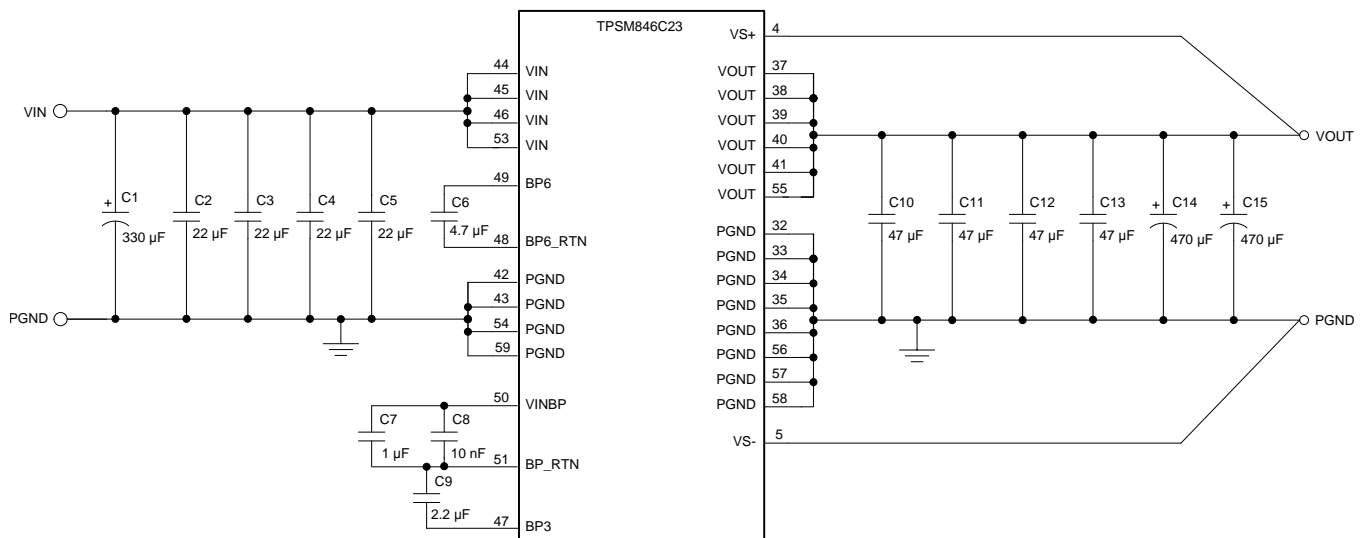 TPSM846C23
VS+
4
44
VIN
45
VIN
46
VIN
53
VIN
49
BP6
48
BP6_RTN
42
PGND
43
PGND
54
PGND
59
PGND
50
VINBP
51
BP_RTN
47
BP3
VIN
PGND
+
C1
330 µF
C2
22 µF
C3
22 µF
C4
22 µF
C5
22 µF
C6
4.7 µF
C7
1 µF
C8
10 nF
C9
2.2 µF
VOUT
37
VOUT
38
VOUT
39
VOUT
40
VOUT
41
VOUT
55
PGND
32
PGND
33
PGND
34
PGND
35
PGND
36
PGND
56
PGND
57
PGND
58
VS-
5
C10
47 µF
C11
47 µF
C12
47 µF
C13
47 µF
+
C14
470 µF
+
C15
470 µF
VOUT
PGND